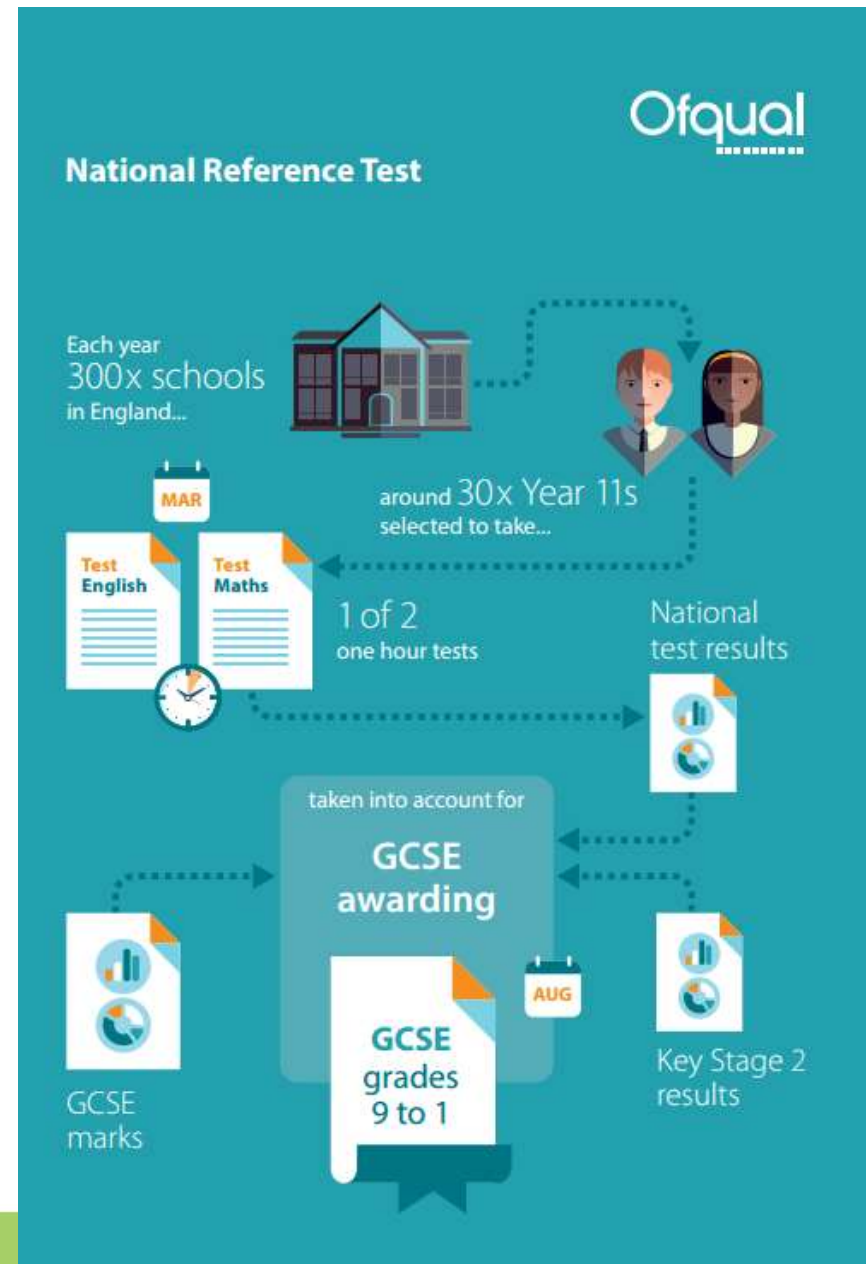 Ofqual
National Reference Test
Each year
300x schools
in England...
around 30x Year 11s
selected to take...
MAR
Test
English
Test
Maths
1 of 2
one hour tests
National
test results
taken into account for
GCSE
awarding
AUG
GCSE
grades
9 to 1
GCSE
marks
Key Stage 2
results